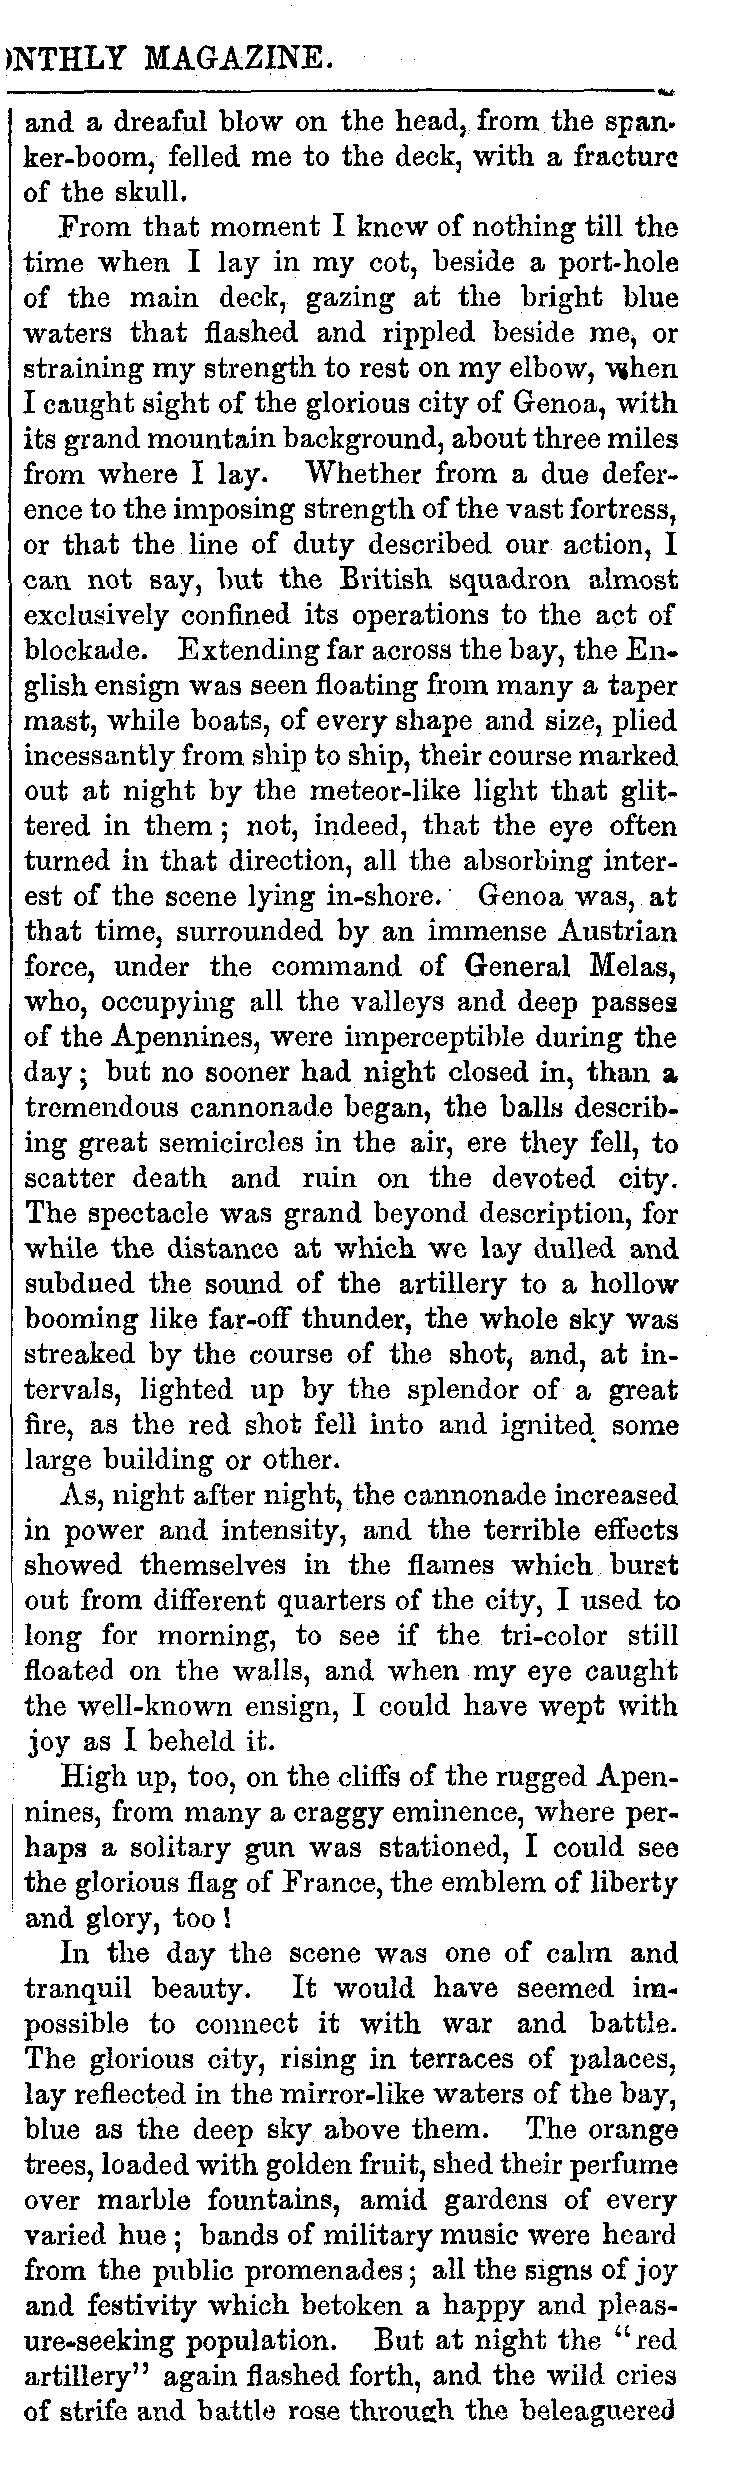 ONTHLY MAGAZINE.
and a dreaful blow on the head, from the span-
ker-boom, felled me to the deck, with a fracture
of the skull.
From that moment I knew of nothing till the
time when I lay in my cot, beside a port-hole
of the main deck, gazing at the bright blue
waters that flashed and rippled beside me, or
straining my strength to rest on my elbow, when
I caught sight of the glorious city of Genoa, with
its grand mountain background, about three miles
from where I lay. Whether from a due defer-
ence to the imposing strength of the vast fortress,
or that the line of duty described our action, I
can not say, but the British squadron almost
exclusively confined its operations to the act of
blockade. Extending far across the bay, the En-
glish ensign was seen floating from many a taper
mast, while boats, of every shape and size, plied
incessantly from ship to ship, their course marked
out at night by the meteor-like light that glit-
tered in them; not, indeed, that the eye often
turned in that direction, all the absorbing inter-
est of the scene lying in-shore. Genoa was, at
that time, surrounded by an immense Austrian
force, under the command of General Melas,
who, occupying all the valleys and deep passes
of the Apennines, were imperceptible during the
day; but no sooner had night closed in, than a
tremendous cannonade began, the balls describ-
ing great semicircles in the air, ere they fell, to
scatter death and ruin on the devoted city.
The spectacle was grand beyond description, for
while the distance at which we lay dulled and
subdued the sound of the artillery to a hollow
booming like far-off thunder, the whole sky was
streaked by the course of the shot, and, at in-
tervals, lighted up by the splendor of a great
fire, as the red shot fell into and ignited some
large building or other.
As, night after night, the cannonade increased
in power and intensity, and the terrible effects
showed themselves in the flames which burst
out from different quarters of the city, I used to
long for morning, to see if the tri-color still
floated on the walls, and when my eye caught
the well-known ensign, I could have wept with
joy as I beheld it.
High up, too, on the cliffs of the rugged Apen-
nines, from many a craggy eminence, where per-
haps a solitary gun was stationed, I could see
the glorious flag of France, the emblem of liberty
and glory, too!
In the day the scene was one of calm and
tranquil beauty. It would have seemed im-
possible to connect it with war and battle.
The glorious city, rising in terraces of palaces,
lay reflected in the mirror-like waters of the bay,
blue as the deep sky above them. The orange
trees, loaded with golden fruit, shed their perfume
over marble fountains, amid gardens of every
varied hue; bands of military music were heard
from the public promenades; all the signs of joy
and festivity which betoken a happy and pleas-
ure-seeking population. But at night the "red
artillery" again flashed forth, and the wild cries
of strife and battle rose through the beleaguered